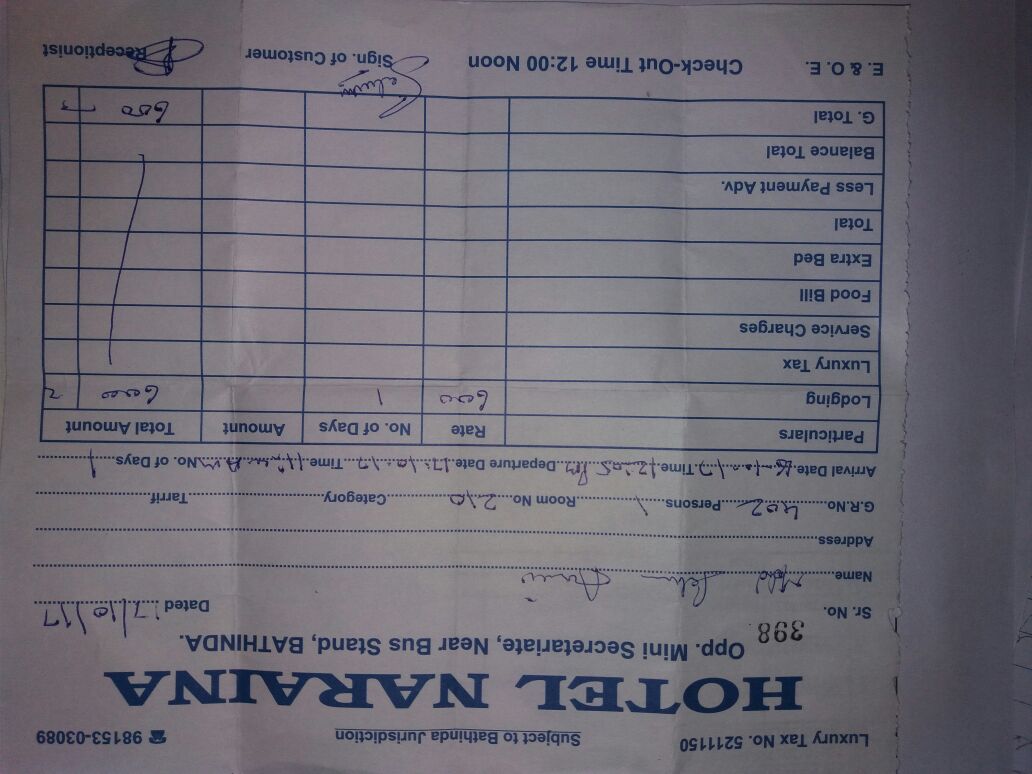 Luxury Tax No. 5211150 Subject to Bathinda Jurisdiction ☎ 98153-03089
HOTEL NARAINA
Opp. Mini Secretariate, Near Bus Stand, BATHINDA.
Sr. No. 398 Dated 17/10/17
Name Mohd
Address
G.R.No. 402 Persons 1 Room No. 210 Category Tarrif
Arrival Date 16-10-17 Time 12:05 PM Departure Date 17-10-17 Time AM No. of Days 1
Particulars Rate No. of Days Amount Total Amount
Lodging 600 1 600
Luxury Tax
Service Charges
Food Bill
Extra Bed
Total
Less Payment Adv.
Balance Total
G. Total 600
E. & O. E. Check-Out Time 12:00 Noon Sign. of Customer Receptionist